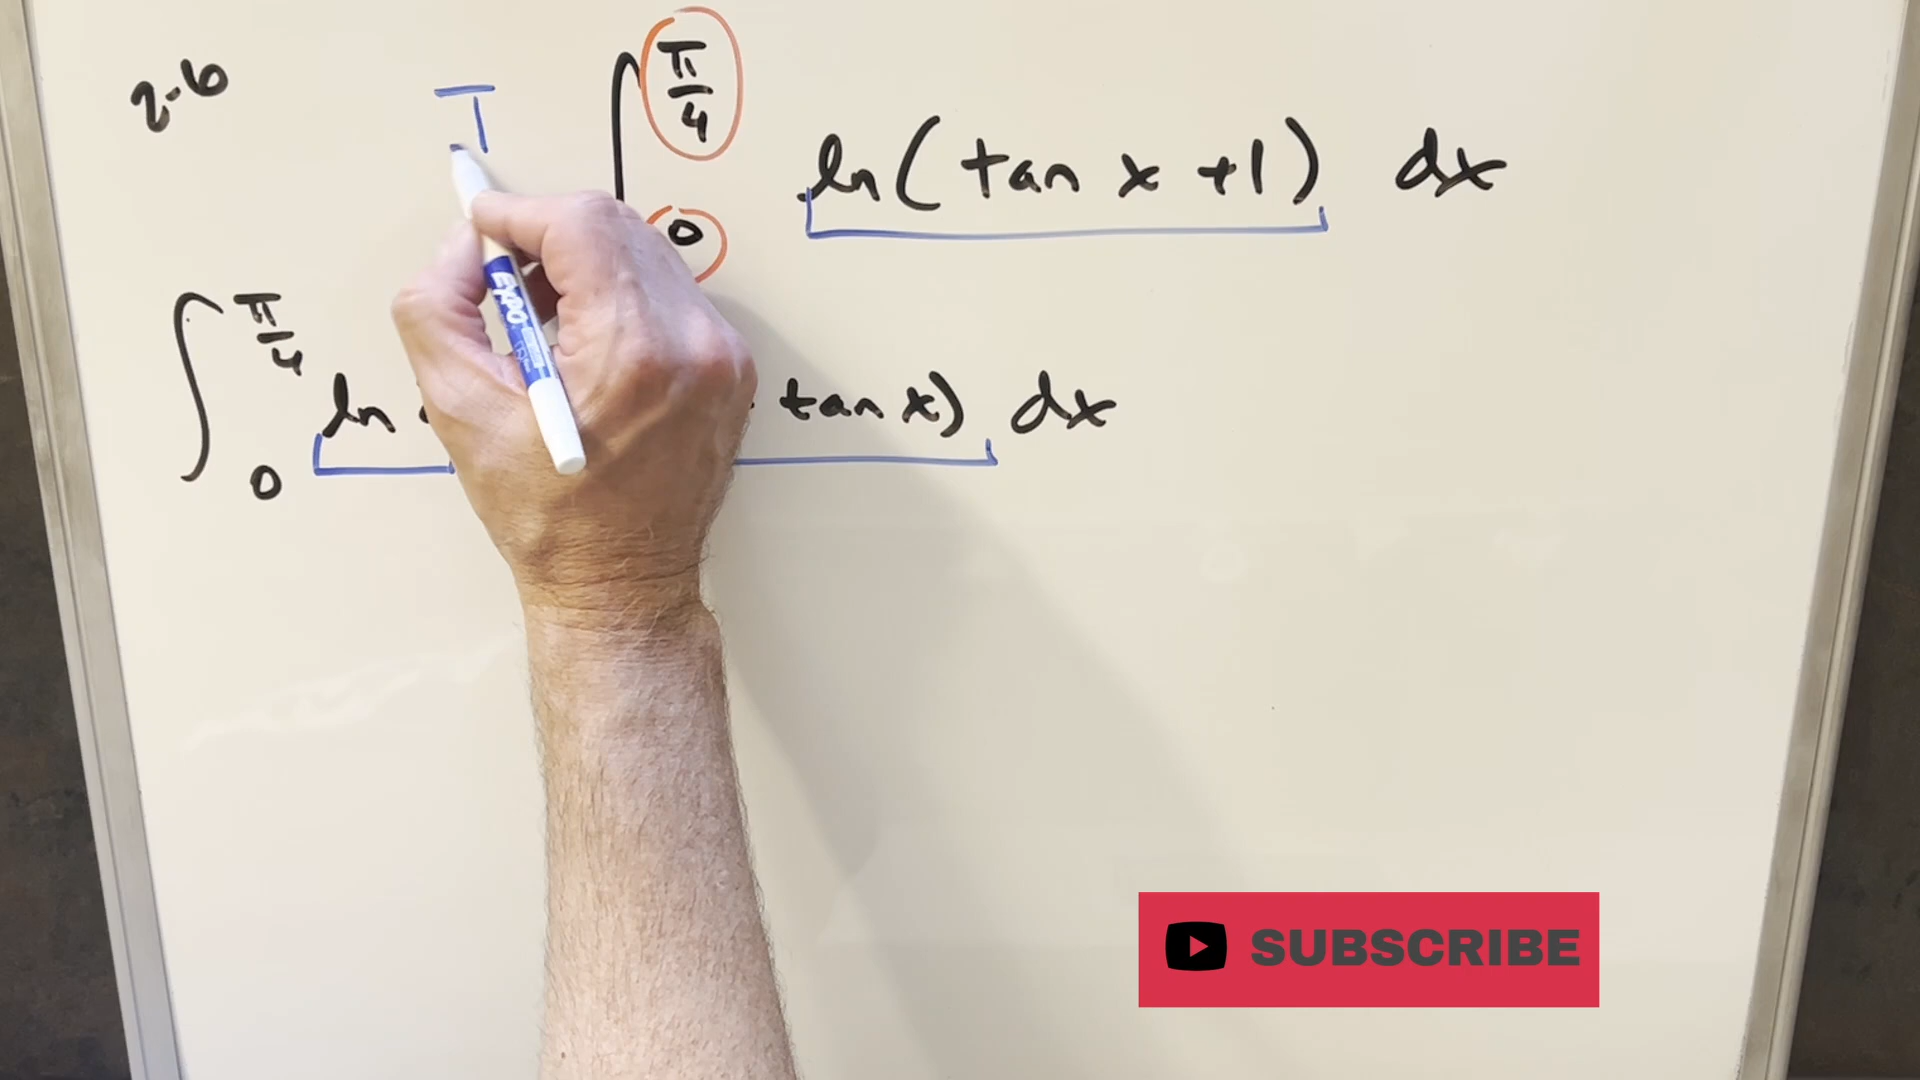 2-6
I
∫ π/4 0 ln(tan x +1) dx
∫ π/4 0 ln( tan x) dx
EXPO
SUBSCRIBE